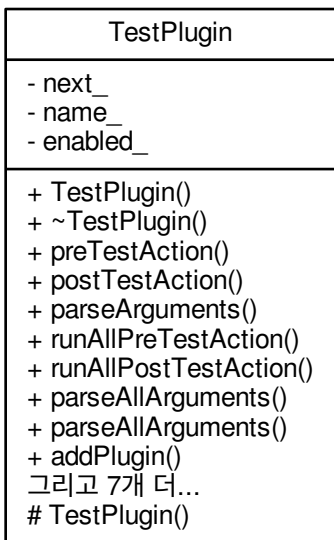 TestPlugin
- next_
- name_
- enabled_
+ TestPlugin()
+ ~TestPlugin()
+ preTestAction()
+ postTestAction()
+ parseArguments()
+ runAllPreTestAction()
+ runAllPostTestAction()
+ parseAllArguments()
+ parseAllArguments()
+ addPlugin()
그리고 7개 더...
# TestPlugin()